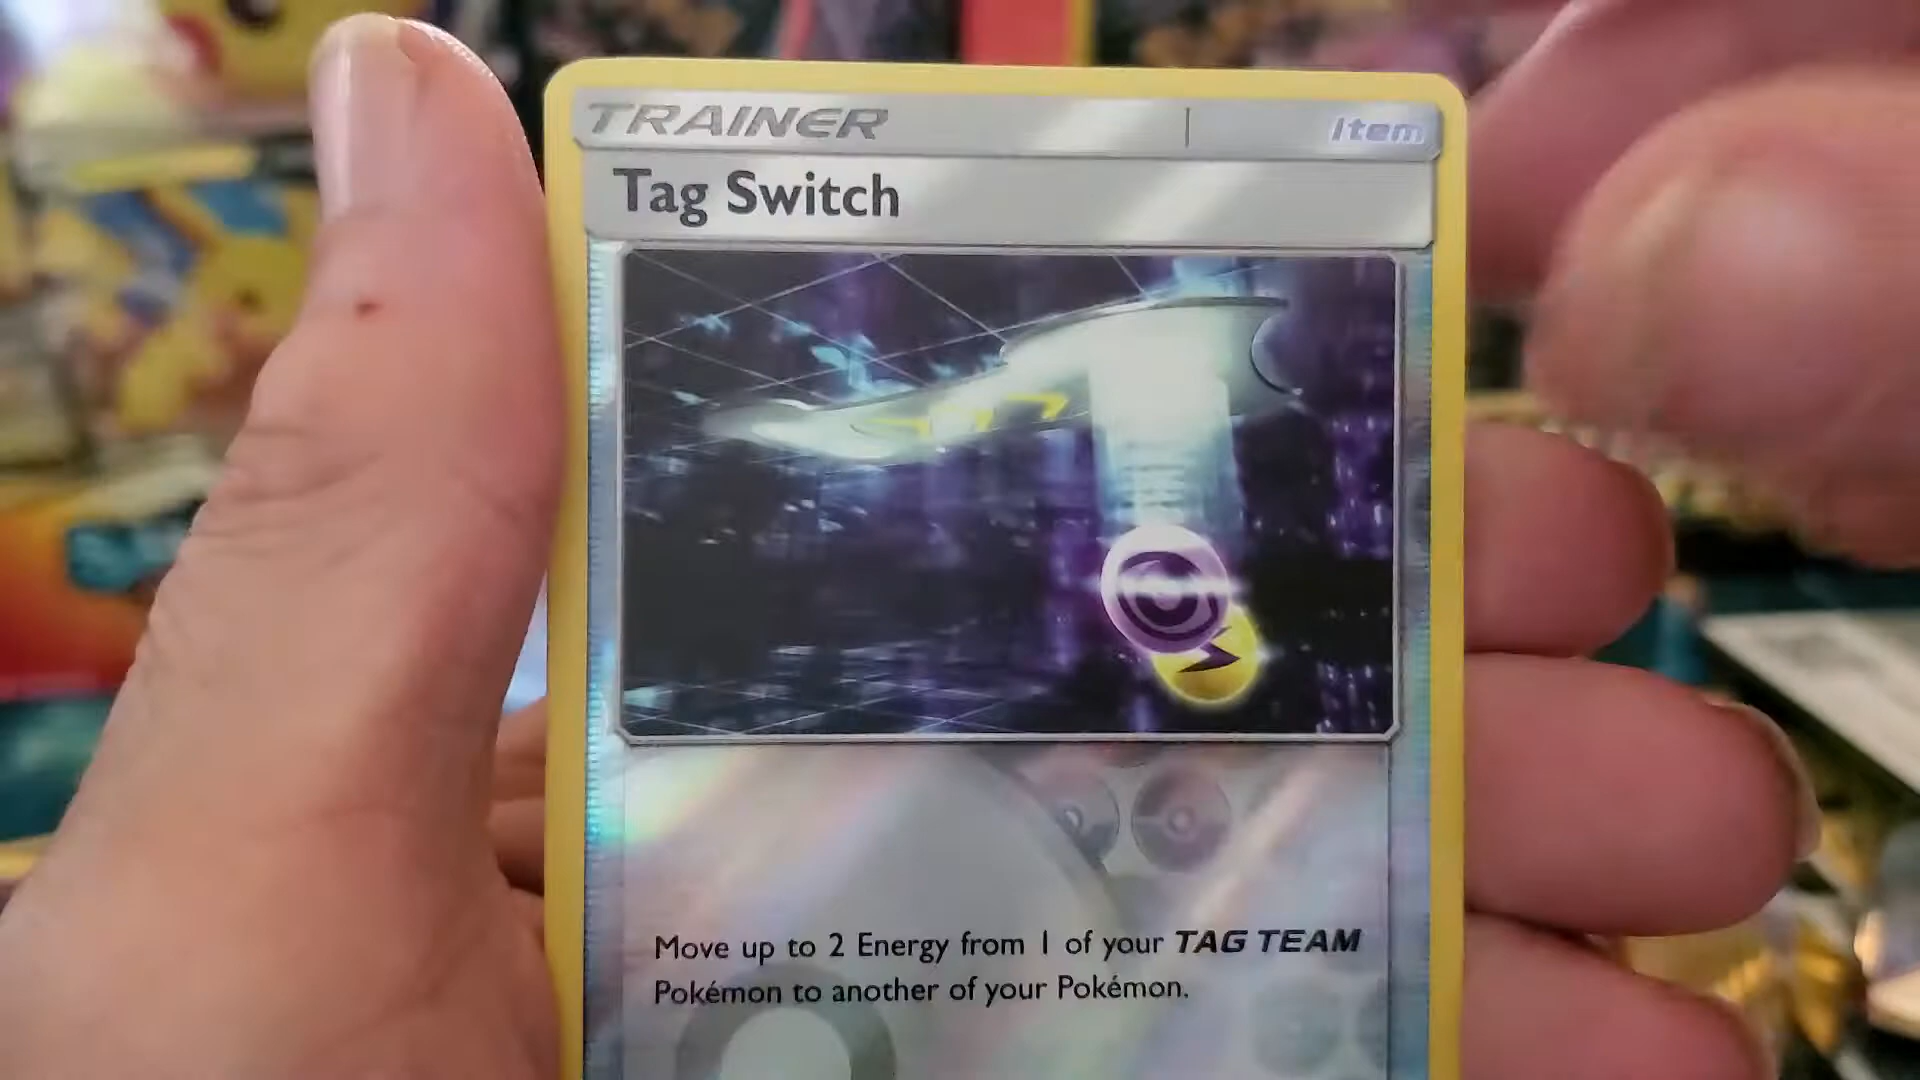 TRAINER
Item
Tag Switch
Move up to 2 Energy from 1 of your TAG TEAM
Pokémon to another of your Pokémon.